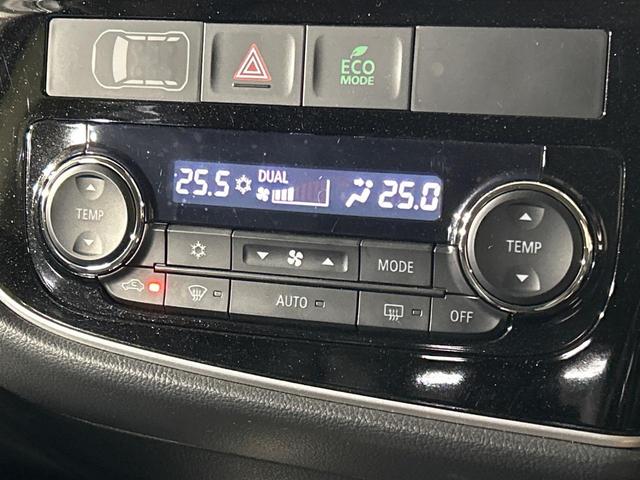 ECO
MODE
25.5 DUAL 25.0
TEMP
TEMP
MODE
AUTO
OFF